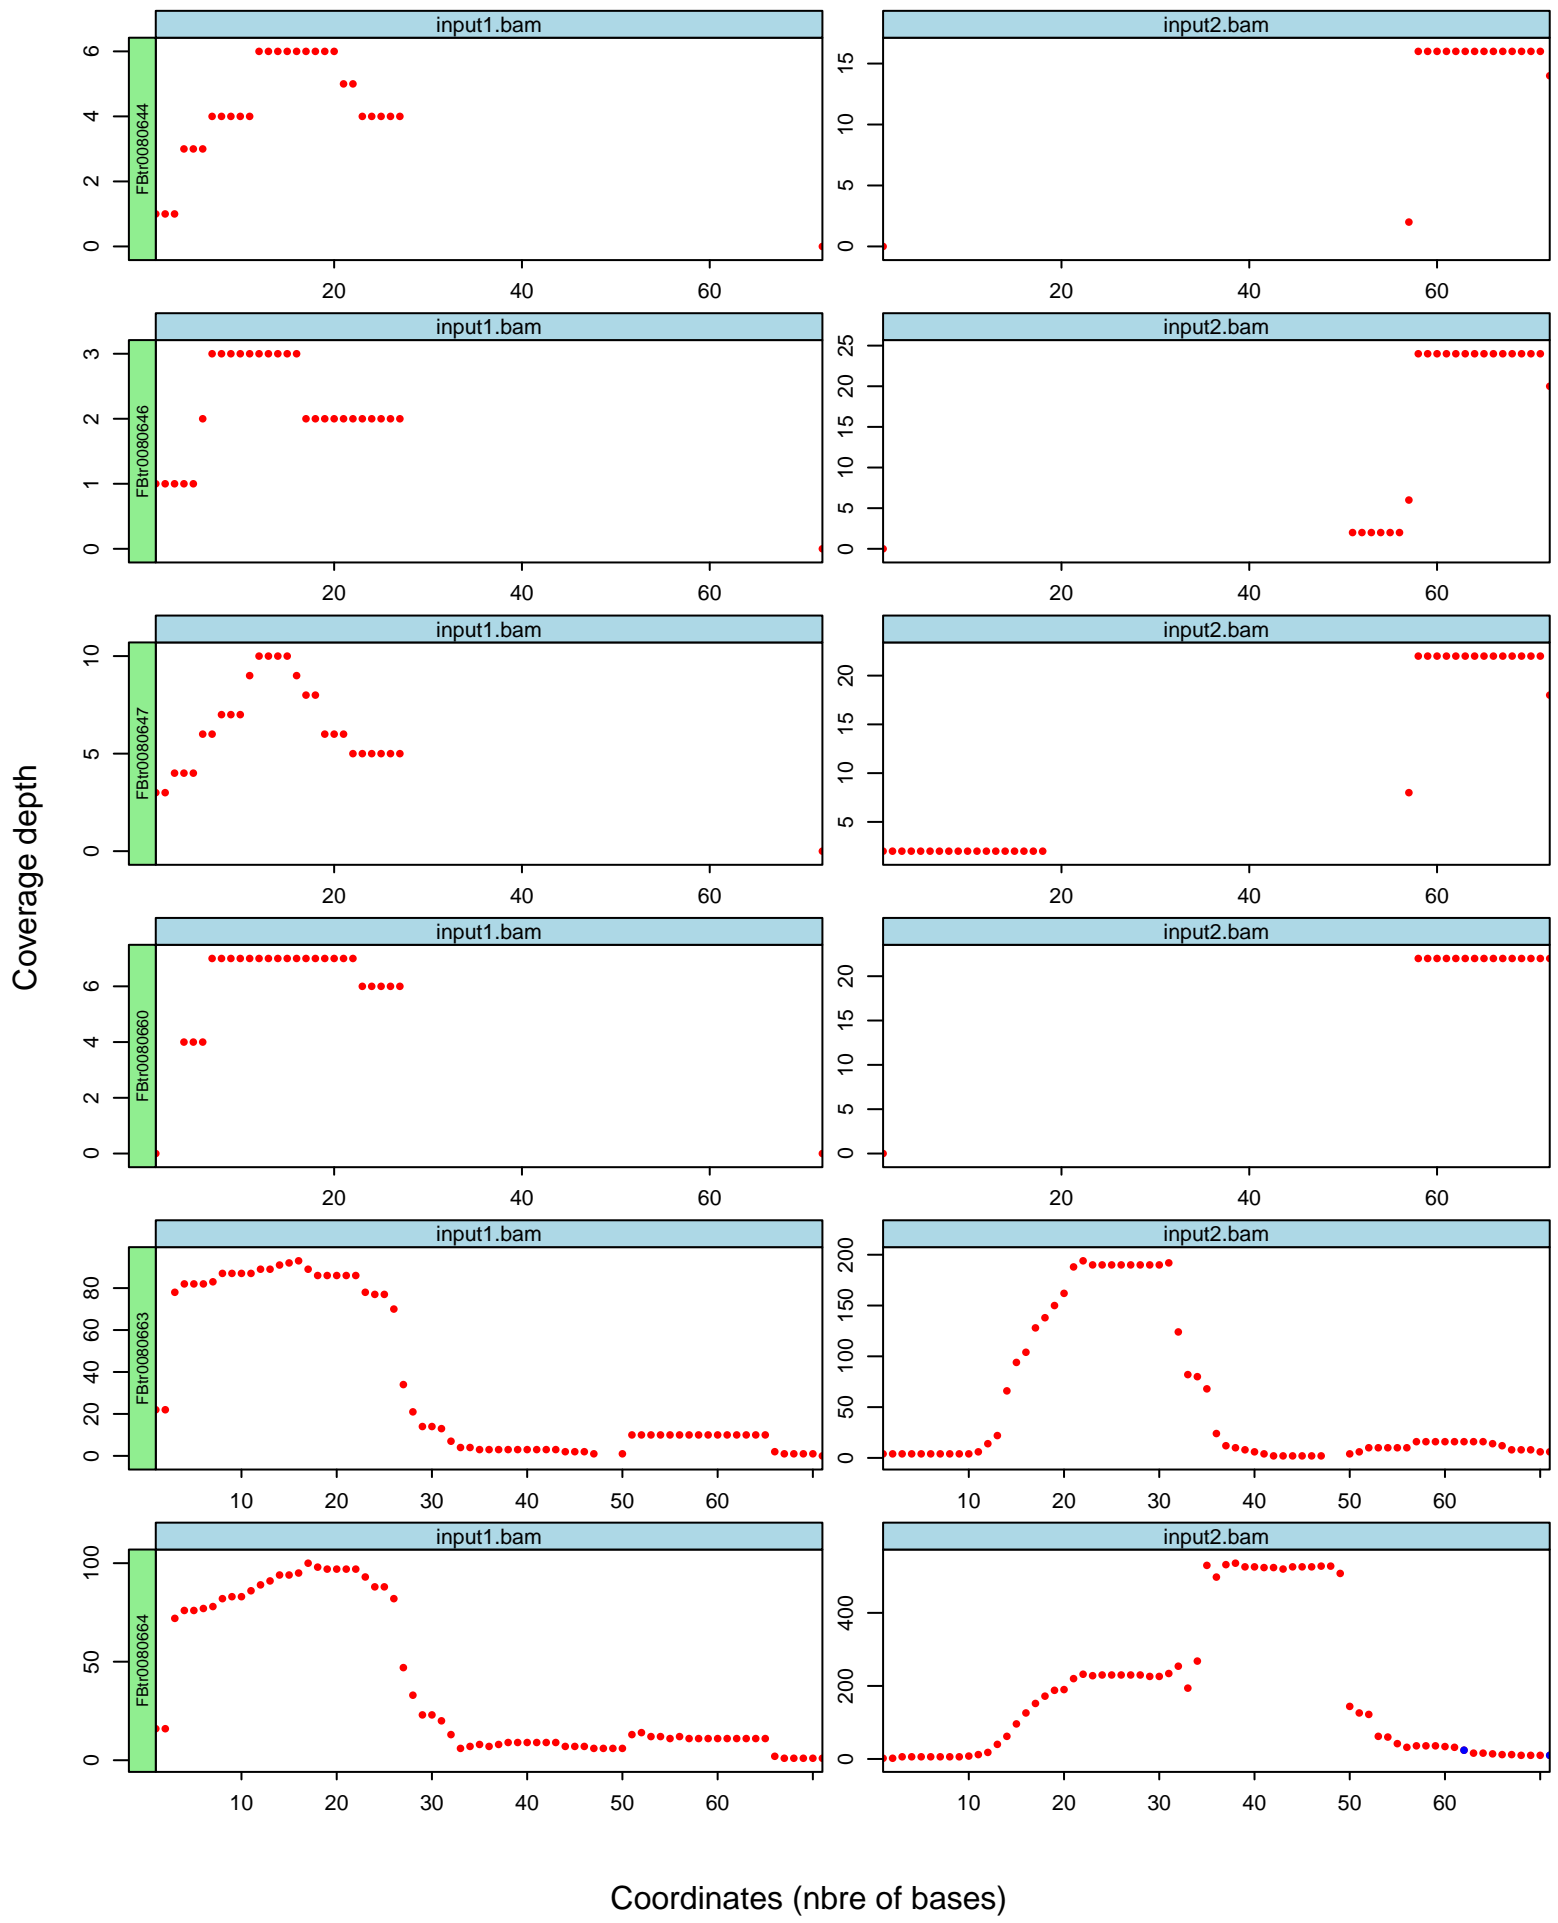 input1.bam
input2.bam
FBtr0080644
0 2 4 6
0 5 10 15
20 40 60
20 40 60
input1.bam
input2.bam
FBtr0080646
0 1 2 3
0 5 10 15 20 25
20 40 60
20 40 60
input1.bam
input2.bam
FBtr0080647
0 5 10
5 10 15 20
20 40 60
20 40 60
Coverage depth
input1.bam
input2.bam
FBtr0080660
0 2 4 6
0 5 10 15 20
20 40 60
20 40 60
input1.bam
input2.bam
FBtr0080663
0 20 40 60 80
0 50 100 150 200
10 20 30 40 50 60
10 20 30 40 50 60
input1.bam
input2.bam
FBtr0080664
0 50 100
0 200 400
10 20 30 40 50 60
10 20 30 40 50 60
Coordinates (nbre of bases)